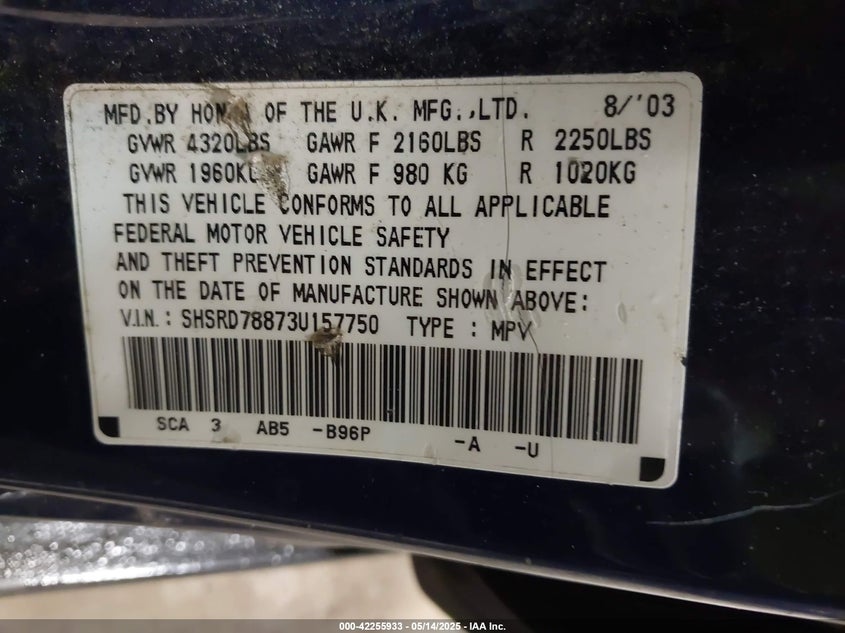 MFD.BY HONDA OF THE U.K. MFG.,LTD. 8/'03
GVWR 4320LBS GAWR F 2160LBS R 2250LBS
GVWR 1960KG GAWR F 980 KG R 1020KG
THIS VEHICLE CONFORMS TO ALL APPLICABLE
FEDERAL MOTOR VEHICLE SAFETY
AND THEFT PREVENTION STANDARDS IN EFFECT
ON THE DATE OF MANUFACTURE SHOWN ABOVE:
V.I.N. : SHSRD78873U157750 TYPE : MPV
SCA 3 AB5 -B96P -A -U
000-42255933 - 05/14/2025 - IAA Inc.